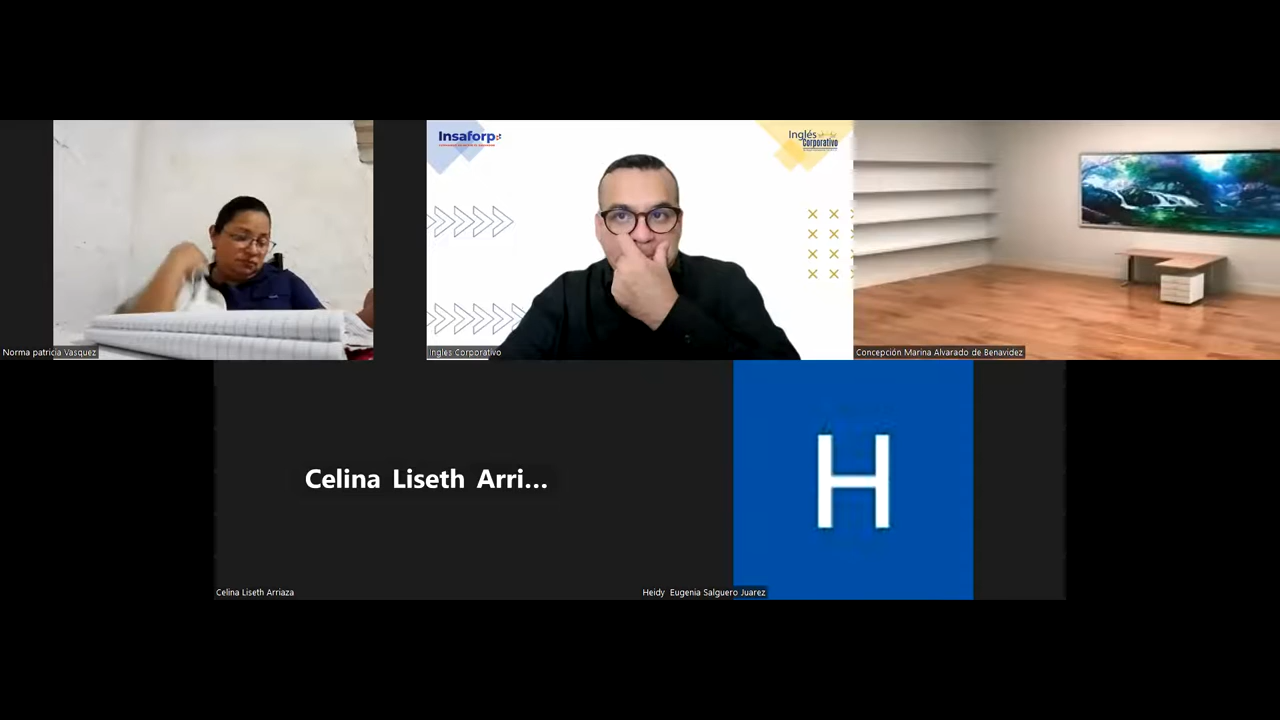 Insaforp
Inglés
Corporativo
Norma patricia Vasquez
Ingles Corporativo
Concepción Marina Alvarado de Benavidez
Celina Liseth Arri...
H
Celina Liseth Arriaza
Heidy Eugenia Salguero Juarez